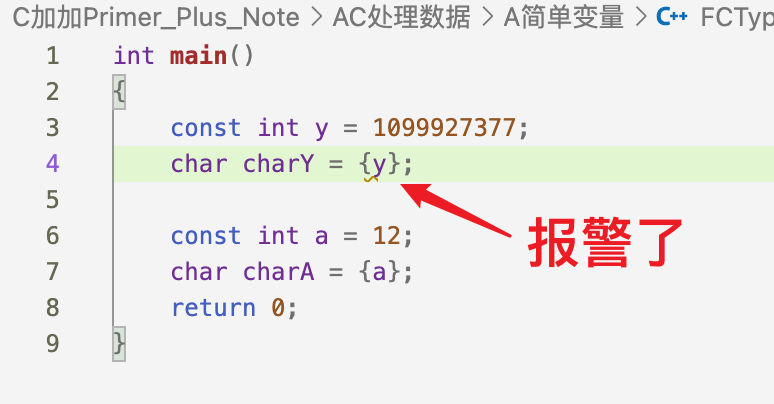 C加加Primer_Plus_Note > AC处理数据 > A简单变量 > C++ FCTyp
1 int main()
2 {
3 const int y = 1099927377;
4 char charY = {y};
5
6 const int a = 12;
7 char charA = {a};
8 return 0;
9 }
报警了